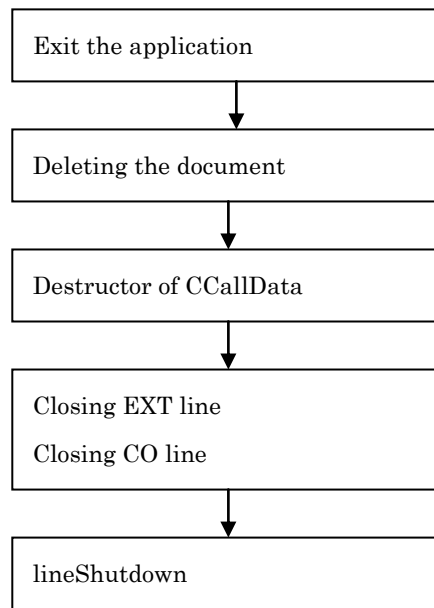 Exit the application
Deleting the document
Destructor of CCallData
Closing EXT line
Closing CO line
lineShutdown